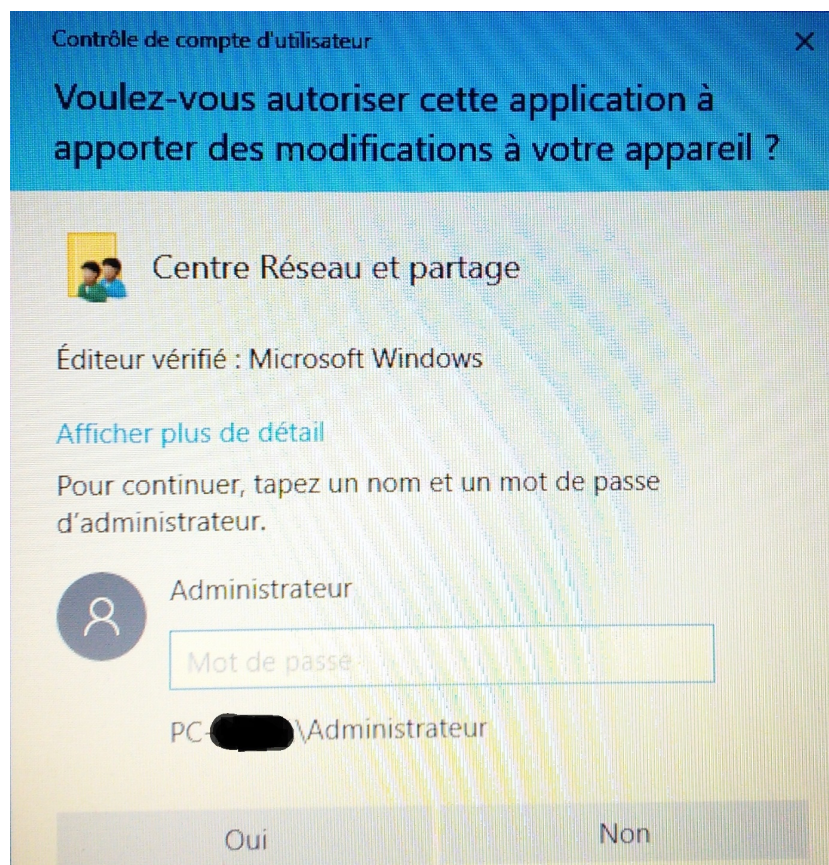 Contrôle de compte d'utilisateur
Voulez-vous autoriser cette application à
apporter des modifications à votre appareil ?
Centre Réseau et partage
Éditeur vérifié : Microsoft Windows
Afficher plus de détail
Pour continuer, tapez un nom et un mot de passe
d'administrateur.
Administrateur
Mot de passe
PC-\Administrateur
Oui
Non